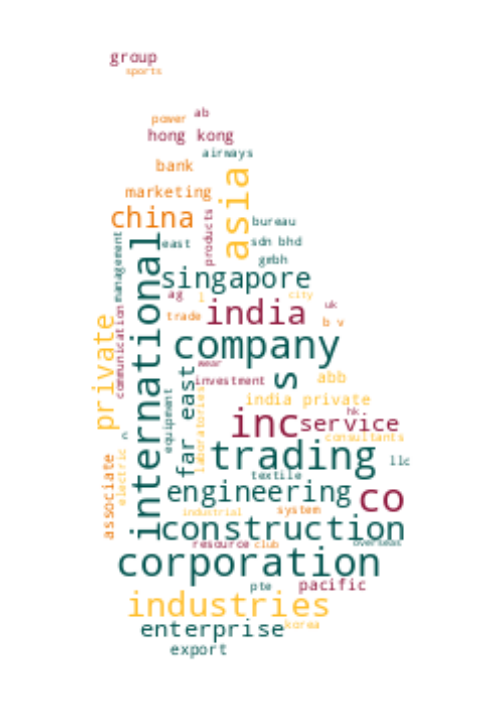 group
sports
power
ab
hong kong
airways
bank
asia
marketing
china
products
bureau
management
international
east
sdn bhd
gmbh
singapore
ag
l
city
communication
private
trade
india
uk
b v
company
wear
investment
s
abb
far east
equipment
laboratories
india private
hk
inc
service
c
consultants
associate
electric
trading
llc
textile
engineering
co
industrial
system
construction
resource
club
overseas
corporation
pte
pacific
industries
enterprise
korea
export